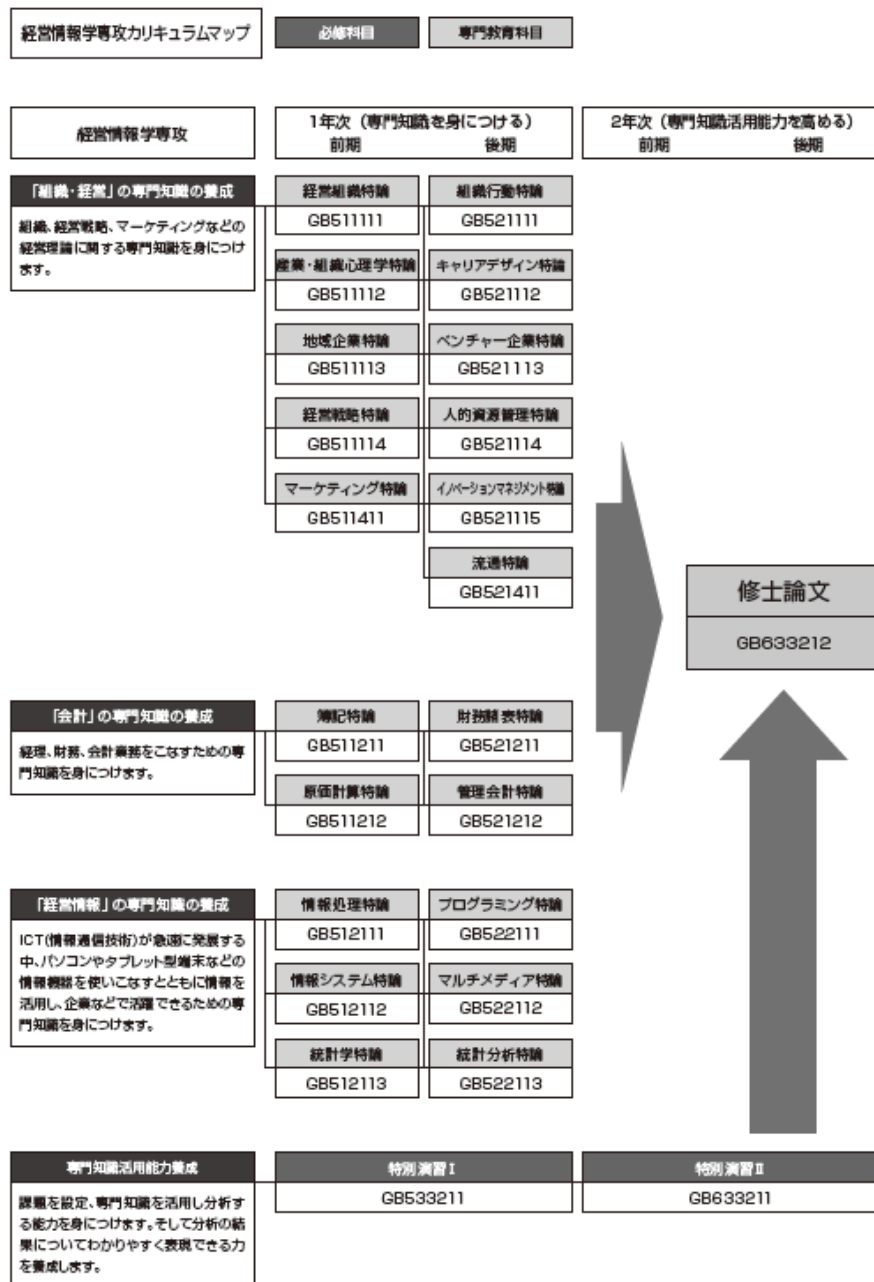 経営情報学専攻カリキュラムマップ
必修科目
専門教育科目
経営情報学専攻
1年次（専門知識を身につける）
前期 後期
2年次（専門知識活用能力を高める）
前期 後期
「組織・経営」の専門知識の養成
組織、経営戦略、マーケティングなどの
経営理論に関する専門知識を身につけ
ます。
経営組織特論
GB511111
組織行動特論
GB521111
産業・組織心理学特論
GB511112
キャリアデザイン特論
GB521112
地域企業特論
GB511113
ベンチャー企業特論
GB521113
経営戦略特論
GB511114
人的資源管理特論
GB521114
マーケティング特論
GB511411
イノベーションマネジメント特論
GB521115
流通特論
GB521411
修士論文
GB633212
「会計」の専門知識の養成
経理、財務、会計業務をこなすための専
門知識を身につけます。
簿記特論
GB511211
財務諸表特論
GB521211
原価計算特論
GB511212
管理会計特論
GB521212
「経営情報」の専門知識の養成
ICT(情報通信技術)が急速に発展する
中、パソコンやタブレット型端末などの
情報機器を使いこなすとともに情報を
活用し、企業などで活躍できるための専
門知識を身につけます。
情報処理特論
GB512111
プログラミング特論
GB522111
情報システム特論
GB512112
マルチメディア特論
GB522112
統計学特論
GB512113
統計分析特論
GB522113
専門知識活用能力養成
課題を設定、専門知識を活用し分析す
る能力を身につけます。そして分析の結
果についてわかりやすく表現できる力
を養成します。
特別演習Ⅰ
GB533211
特別演習Ⅱ
GB633211